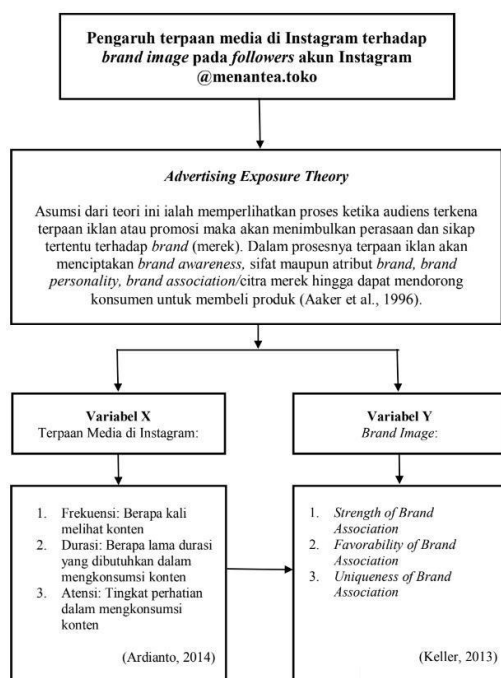 Pengaruh terpaan media di Instagram terhadap
brand image pada followers akun Instagram
@menantea.toko
Advertising Exposure Theory
Asumsi dari teori ini ialah memperlihatkan proses ketika audiens terkena
terpaan iklan atau promosi maka akan menimbulkan perasaan dan sikap
tertentu terhadap brand (merek). Dalam prosesnya terpaan iklan akan
menciptakan brand awareness, sifat maupun atribut brand, brand
personality, brand association/citra merek hingga dapat mendorong
konsumen untuk membeli produk (Aaker et al., 1996).
Variabel X
Terpaan Media di Instagram:
Variabel Y
Brand Image:
1. Frekuensi: Berapa kali
melihat konten
2. Durasi: Berapa lama durasi
yang dibutuhkan dalam
mengkonsumsi konten
3. Atensi: Tingkat perhatian
dalam mengkonsumsi
konten
(Ardianto, 2014)
1. Strength of Brand
Association
2. Favorability of Brand
Association
3. Uniqueness of Brand
Association
(Keller, 2013)